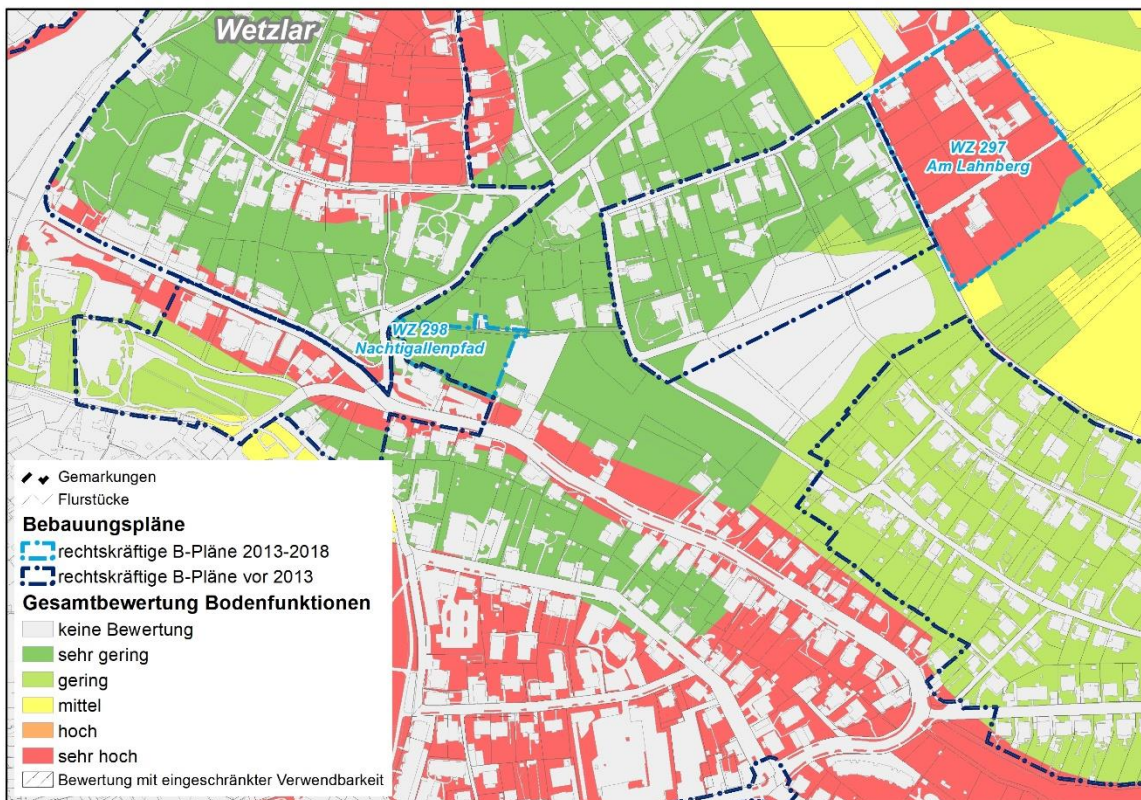 Wetzlar
WZ 297
Am Lahnberg
WZ 298
Nachtigallenpfad
Gemarkungen
Flurstücke
Bebauungspläne
rechtskräftige B-Pläne 2013-2018
rechtskräftige B-Pläne vor 2013
Gesamtbewertung Bodenfunktionen
keine Bewertung
sehr gering
gering
mittel
hoch
sehr hoch
Bewertung mit eingeschränkter Verwendbarkeit